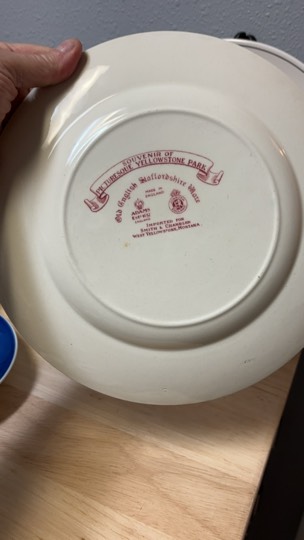 SOUVENIR OF
PICTURESQUE YELLOWSTONE PARK
Old English Staffordshire Ware
MADE IN
ENGLAND
ADAMS
IMPORTED FOR
SMITH & CHANDLER
WEST YELLOWSTONE, MONTANA.